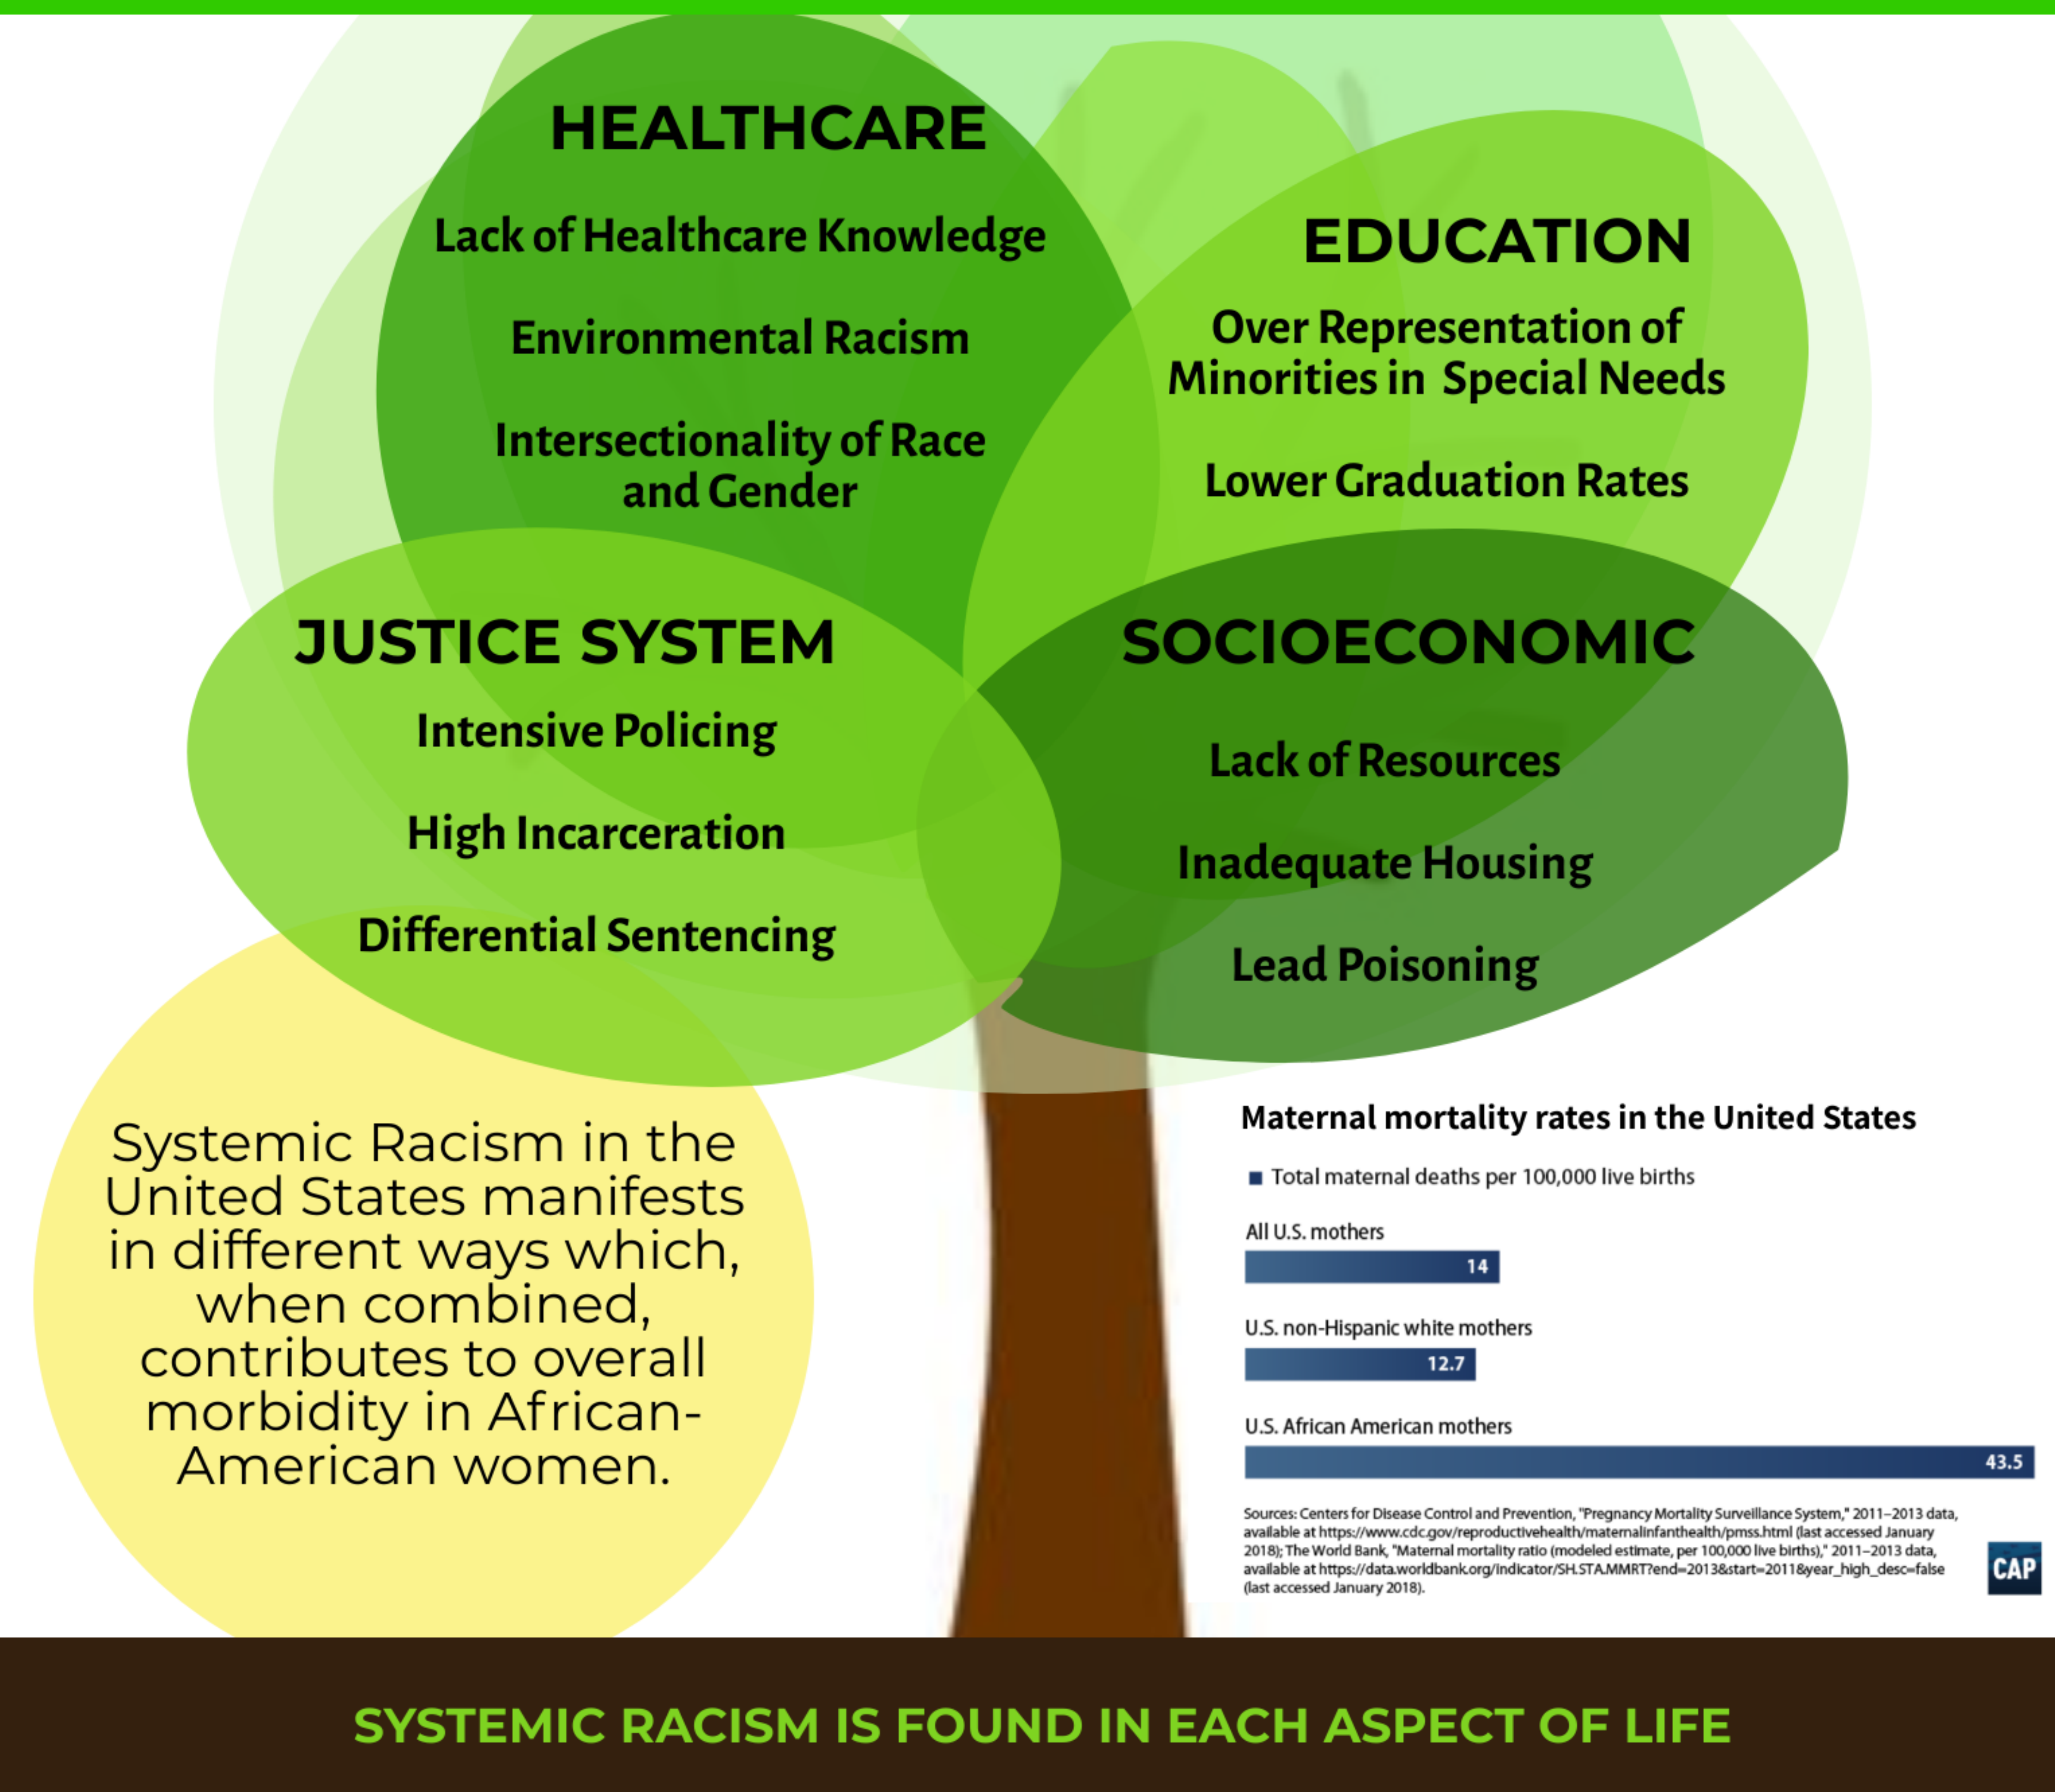 HEALTHCARE
Lack of Healthcare Knowledge
Environmental Racism
Intersectionality of Race
and Gender
EDUCATION
Over Representation of
Minorities in Special Needs
Lower Graduation Rates
JUSTICE SYSTEM
Intensive Policing
High Incarceration
Differential Sentencing
SOCIOECONOMIC
Lack of Resources
Inadequate Housing
Lead Poisoning
Systemic Racism in the
United States manifests
in different ways which,
when combined,
contributes to overall
morbidity in African-
American women.
Maternal mortality rates in the United States
Total maternal deaths per 100,000 live births
All U.S. mothers
14
U.S. non-Hispanic white mothers
12.7
U.S. African American mothers
43.5
Sources: Centers for Disease Control and Prevention, "Pregnancy Mortality Surveillance System," 2011–2013 data,
available at https://www.cdc.gov/reproductivehealth/maternalinfanthealth/pmss.html (last accessed January
2018); The World Bank, "Maternal mortality ratio (modeled estimate, per 100,000 live births)," 2011–2013 data,
available at https://data.worldbank.org/indicator/SH.STA.MMRT?end=2013&start=2011&year_high_desc=false
(last accessed January 2018).
CAP
SYSTEMIC RACISM IS FOUND IN EACH ASPECT OF LIFE